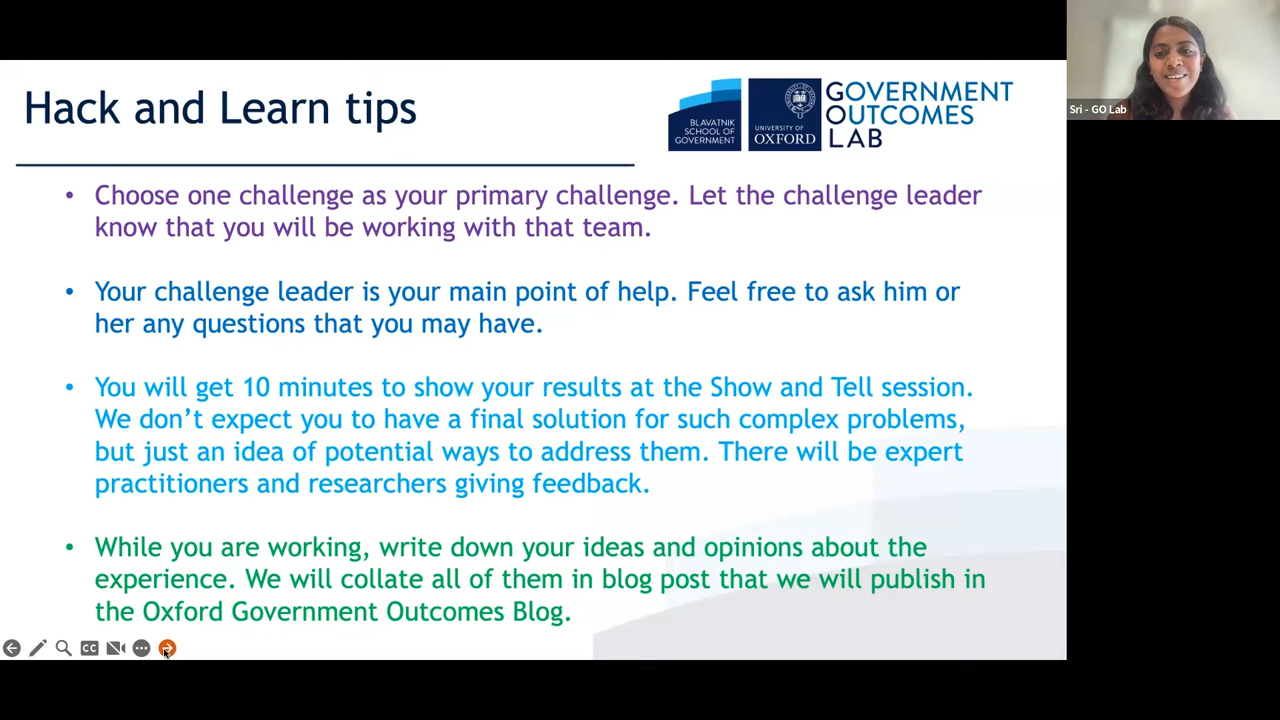 Hack and Learn tips
BLAVATNIK
SCHOOL OF
GOVERNMENT
UNIVERSITY OF
OXFORD
GOVERNMENT
OUTCOMES
LAB
Sri - GO Lab
• Choose one challenge as your primary challenge. Let the challenge leader
know that you will be working with that team.
• Your challenge leader is your main point of help. Feel free to ask him or
her any questions that you may have.
• You will get 10 minutes to show your results at the Show and Tell session.
We don’t expect you to have a final solution for such complex problems,
but just an idea of potential ways to address them. There will be expert
practitioners and researchers giving feedback.
• While you are working, write down your ideas and opinions about the
experience. We will collate all of them in blog post that we will publish in
the Oxford Government Outcomes Blog.
CC